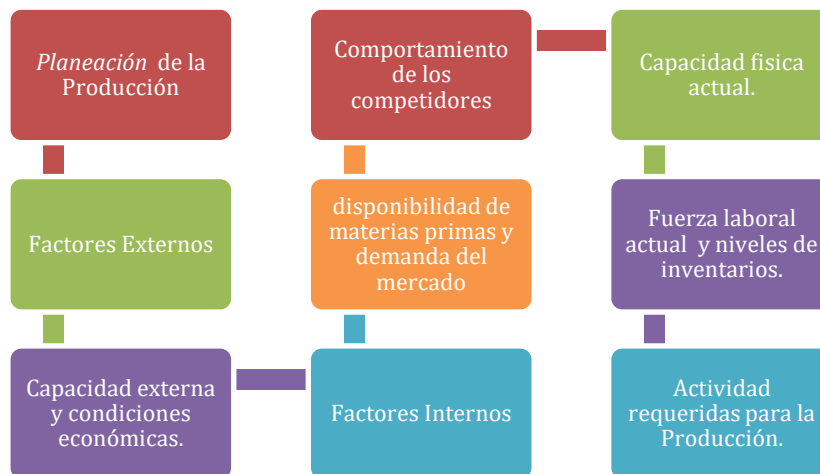 Planeación de la
Producción
Factores Externos
Capacidad externa
y condiciones
económicas.
Factores Internos
disponibilidad de
materias primas y
demanda del
mercado
Comportamiento
de los
competidores
Capacidad fisica
actual.
Fuerza laboral
actual y niveles de
inventarios.
Actividad
requeridas para la
Producción.